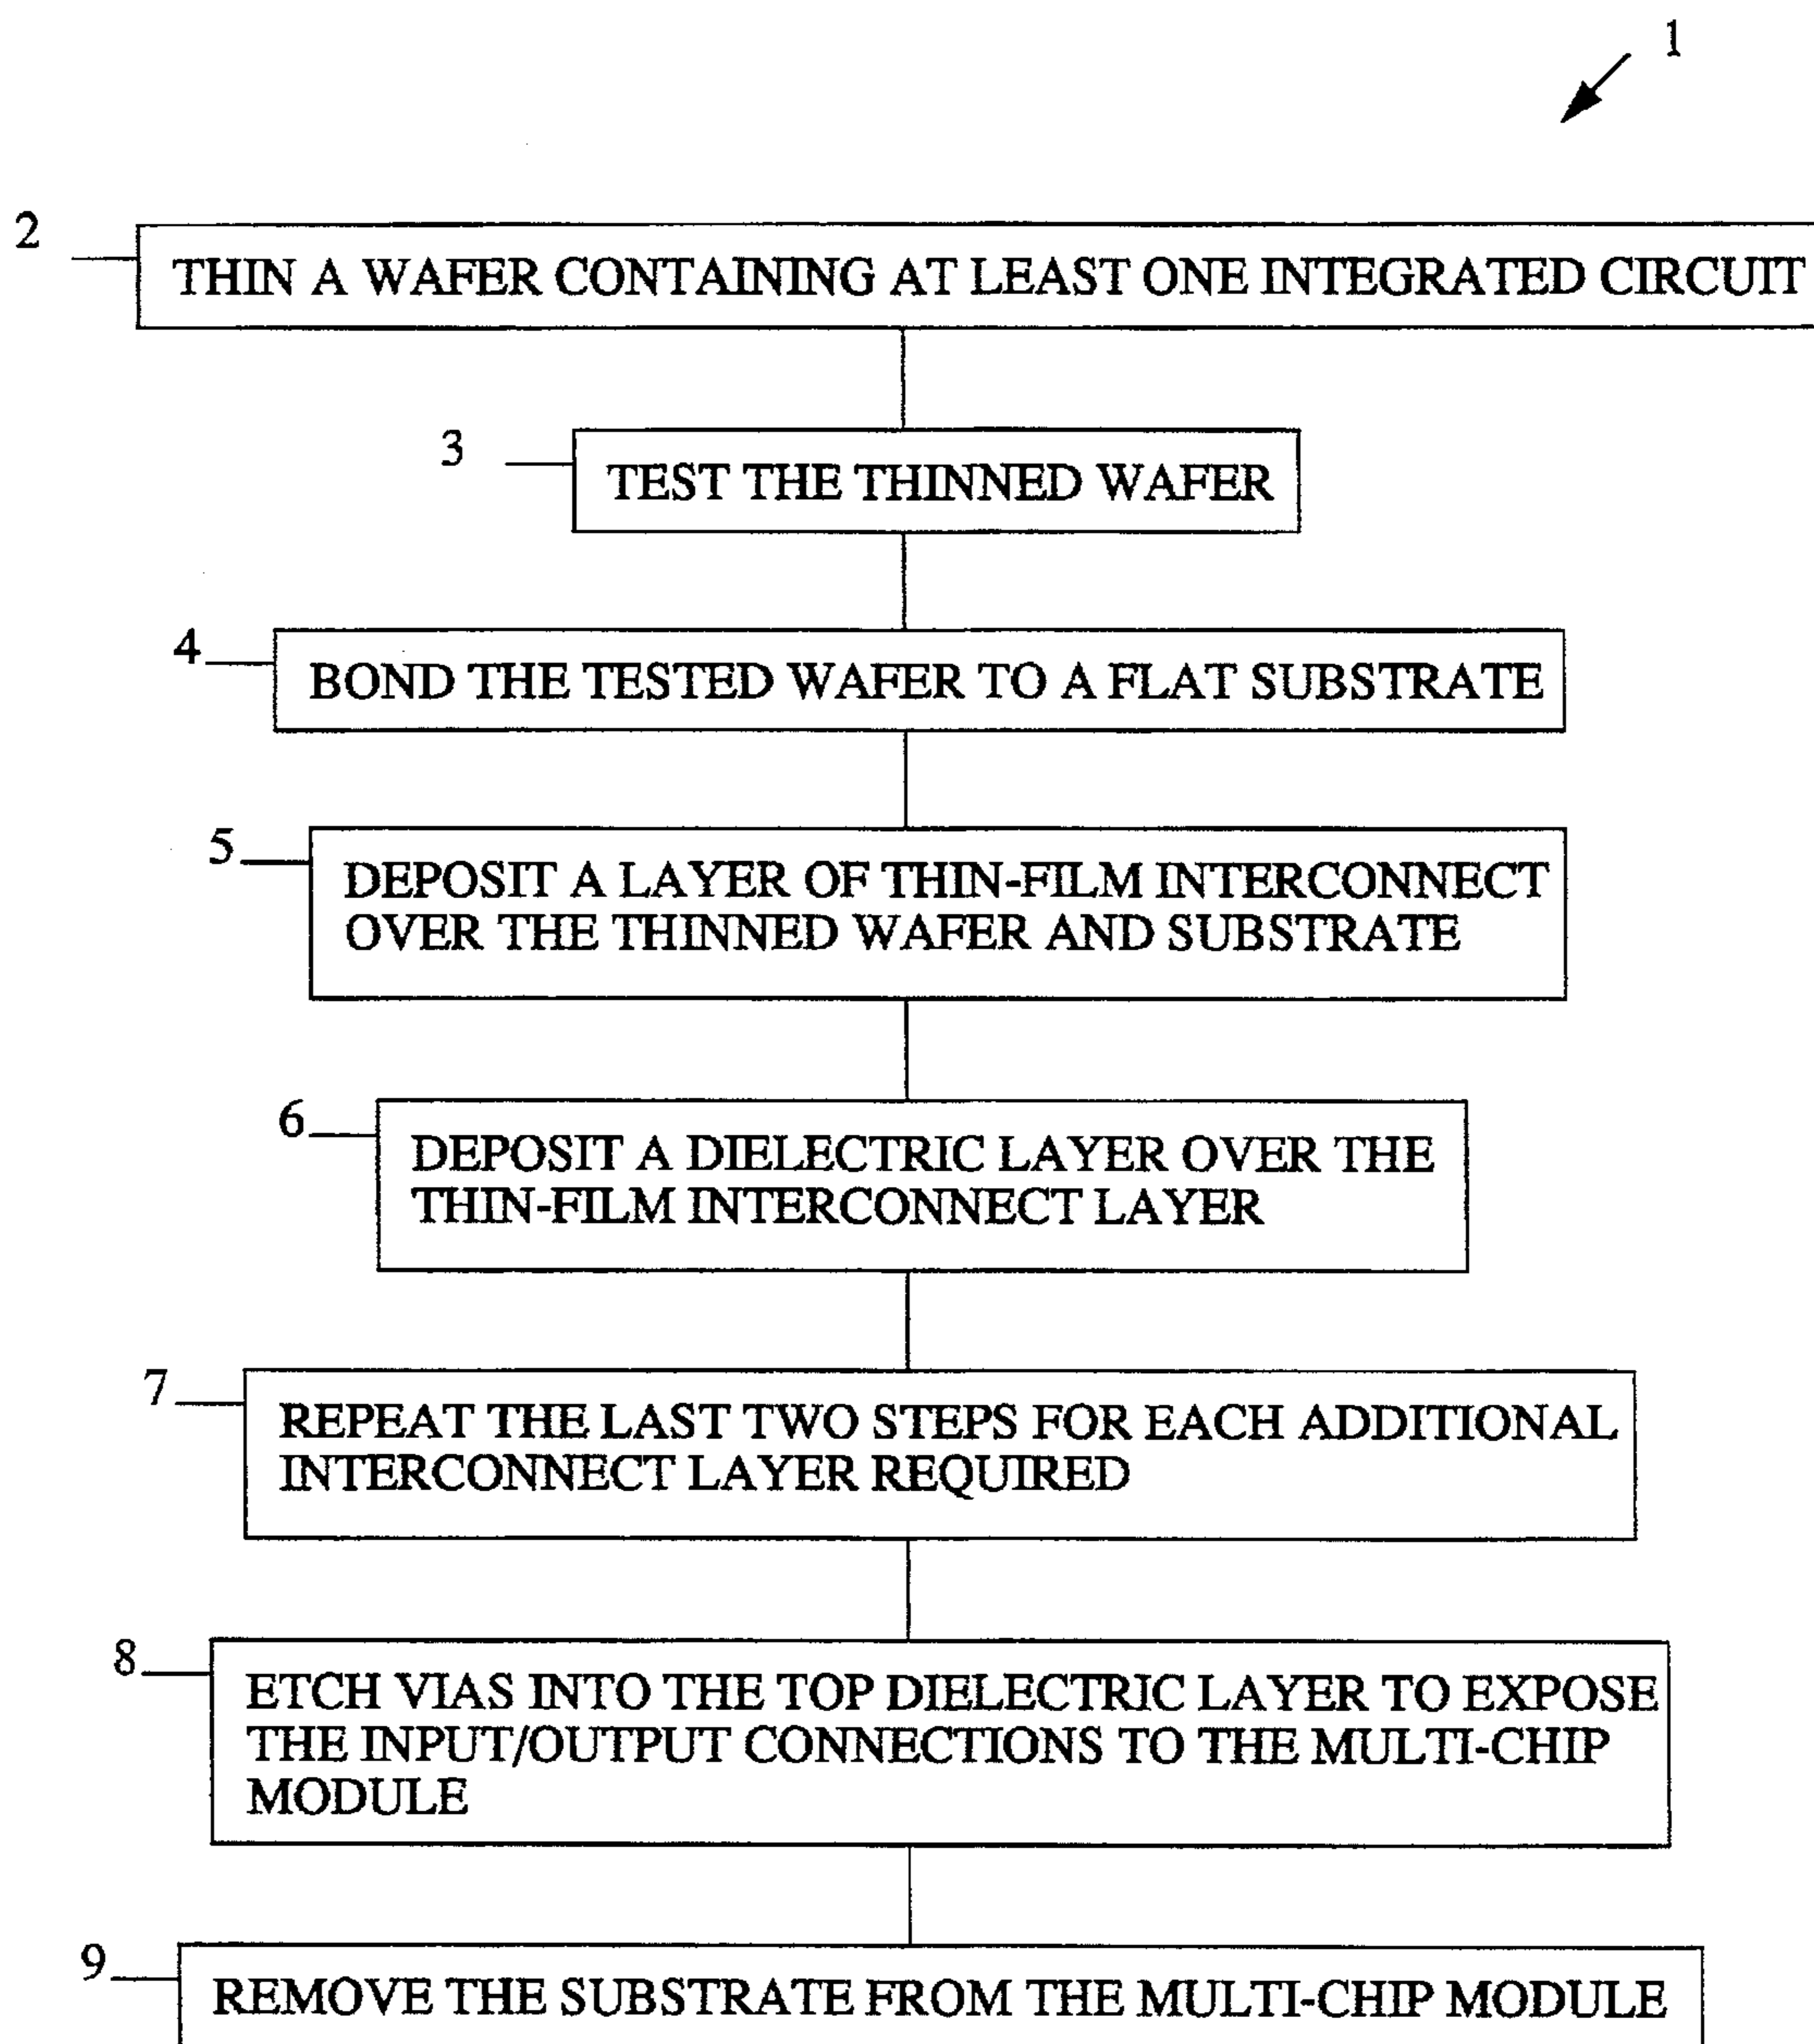 1
2
THIN A WAFER CONTAINING AT LEAST ONE INTEGRATED CIRCUIT
3
TEST THE THINNED WAFER
4
BOND THE TESTED WAFER TO A FLAT SUBSTRATE
5
DEPOSIT A LAYER OF THIN-FILM INTERCONNECT
OVER THE THINNED WAFER AND SUBSTRATE
6
DEPOSIT A DIELECTRIC LAYER OVER THE
THIN-FILM INTERCONNECT LAYER
7
REPEAT THE LAST TWO STEPS FOR EACH ADDITIONAL
INTERCONNECT LAYER REQUIRED
8
ETCH VIAS INTO THE TOP DIELECTRIC LAYER TO EXPOSE
THE INPUT/OUTPUT CONNECTIONS TO THE MULTI-CHIP
MODULE
9
REMOVE THE SUBSTRATE FROM THE MULTI-CHIP MODULE